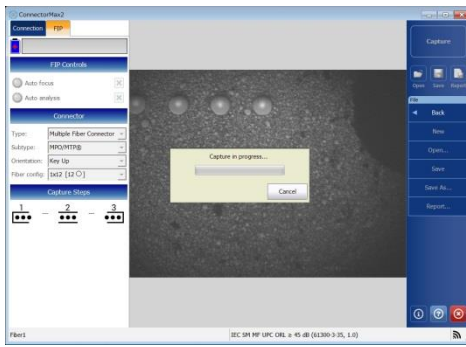 ConnectorMax2
Connection FIP
FIP Controls
Auto focus
Auto analysis
Connector
Type: Multiple Fiber Connector
Subtype: MPO/MTP®
Orientation: Key Up
Fiber config: 1x12 [12 O]
Capture Steps
1 – 2 – 3
Capture in progress...
Cancel
Capture
Open Save Report
File
Back
New
Open...
Save
Save As...
Report...
Fiber1
IEC SM MF UPC ORL ≥ 45 dB (61300-3-35, 1.0)